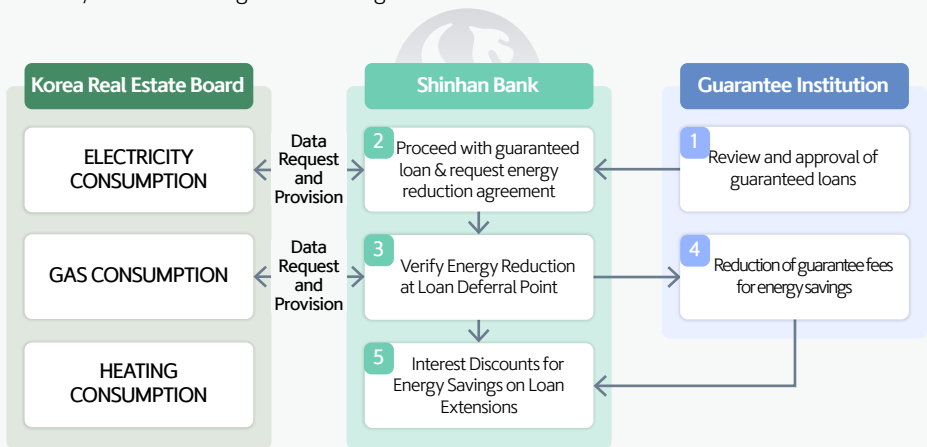 Korea Real Estate Board
ELECTRICITY
CONSUMPTION
GAS CONSUMPTION
HEATING
CONSUMPTION
Data
Request
and
Provision
Data
Request
and
Provision
Shinhan Bank
2
Proceed with guaranteed
loan & request energy
reduction agreement
3
Verify Energy Reduction
at Loan Deferral Point
5
Interest Discounts for
Energy Savings on Loan
Extensions
Guarantee Institution
1
Review and approval of
guaranteed loans
4
Reduction of guarantee fees
for energy savings